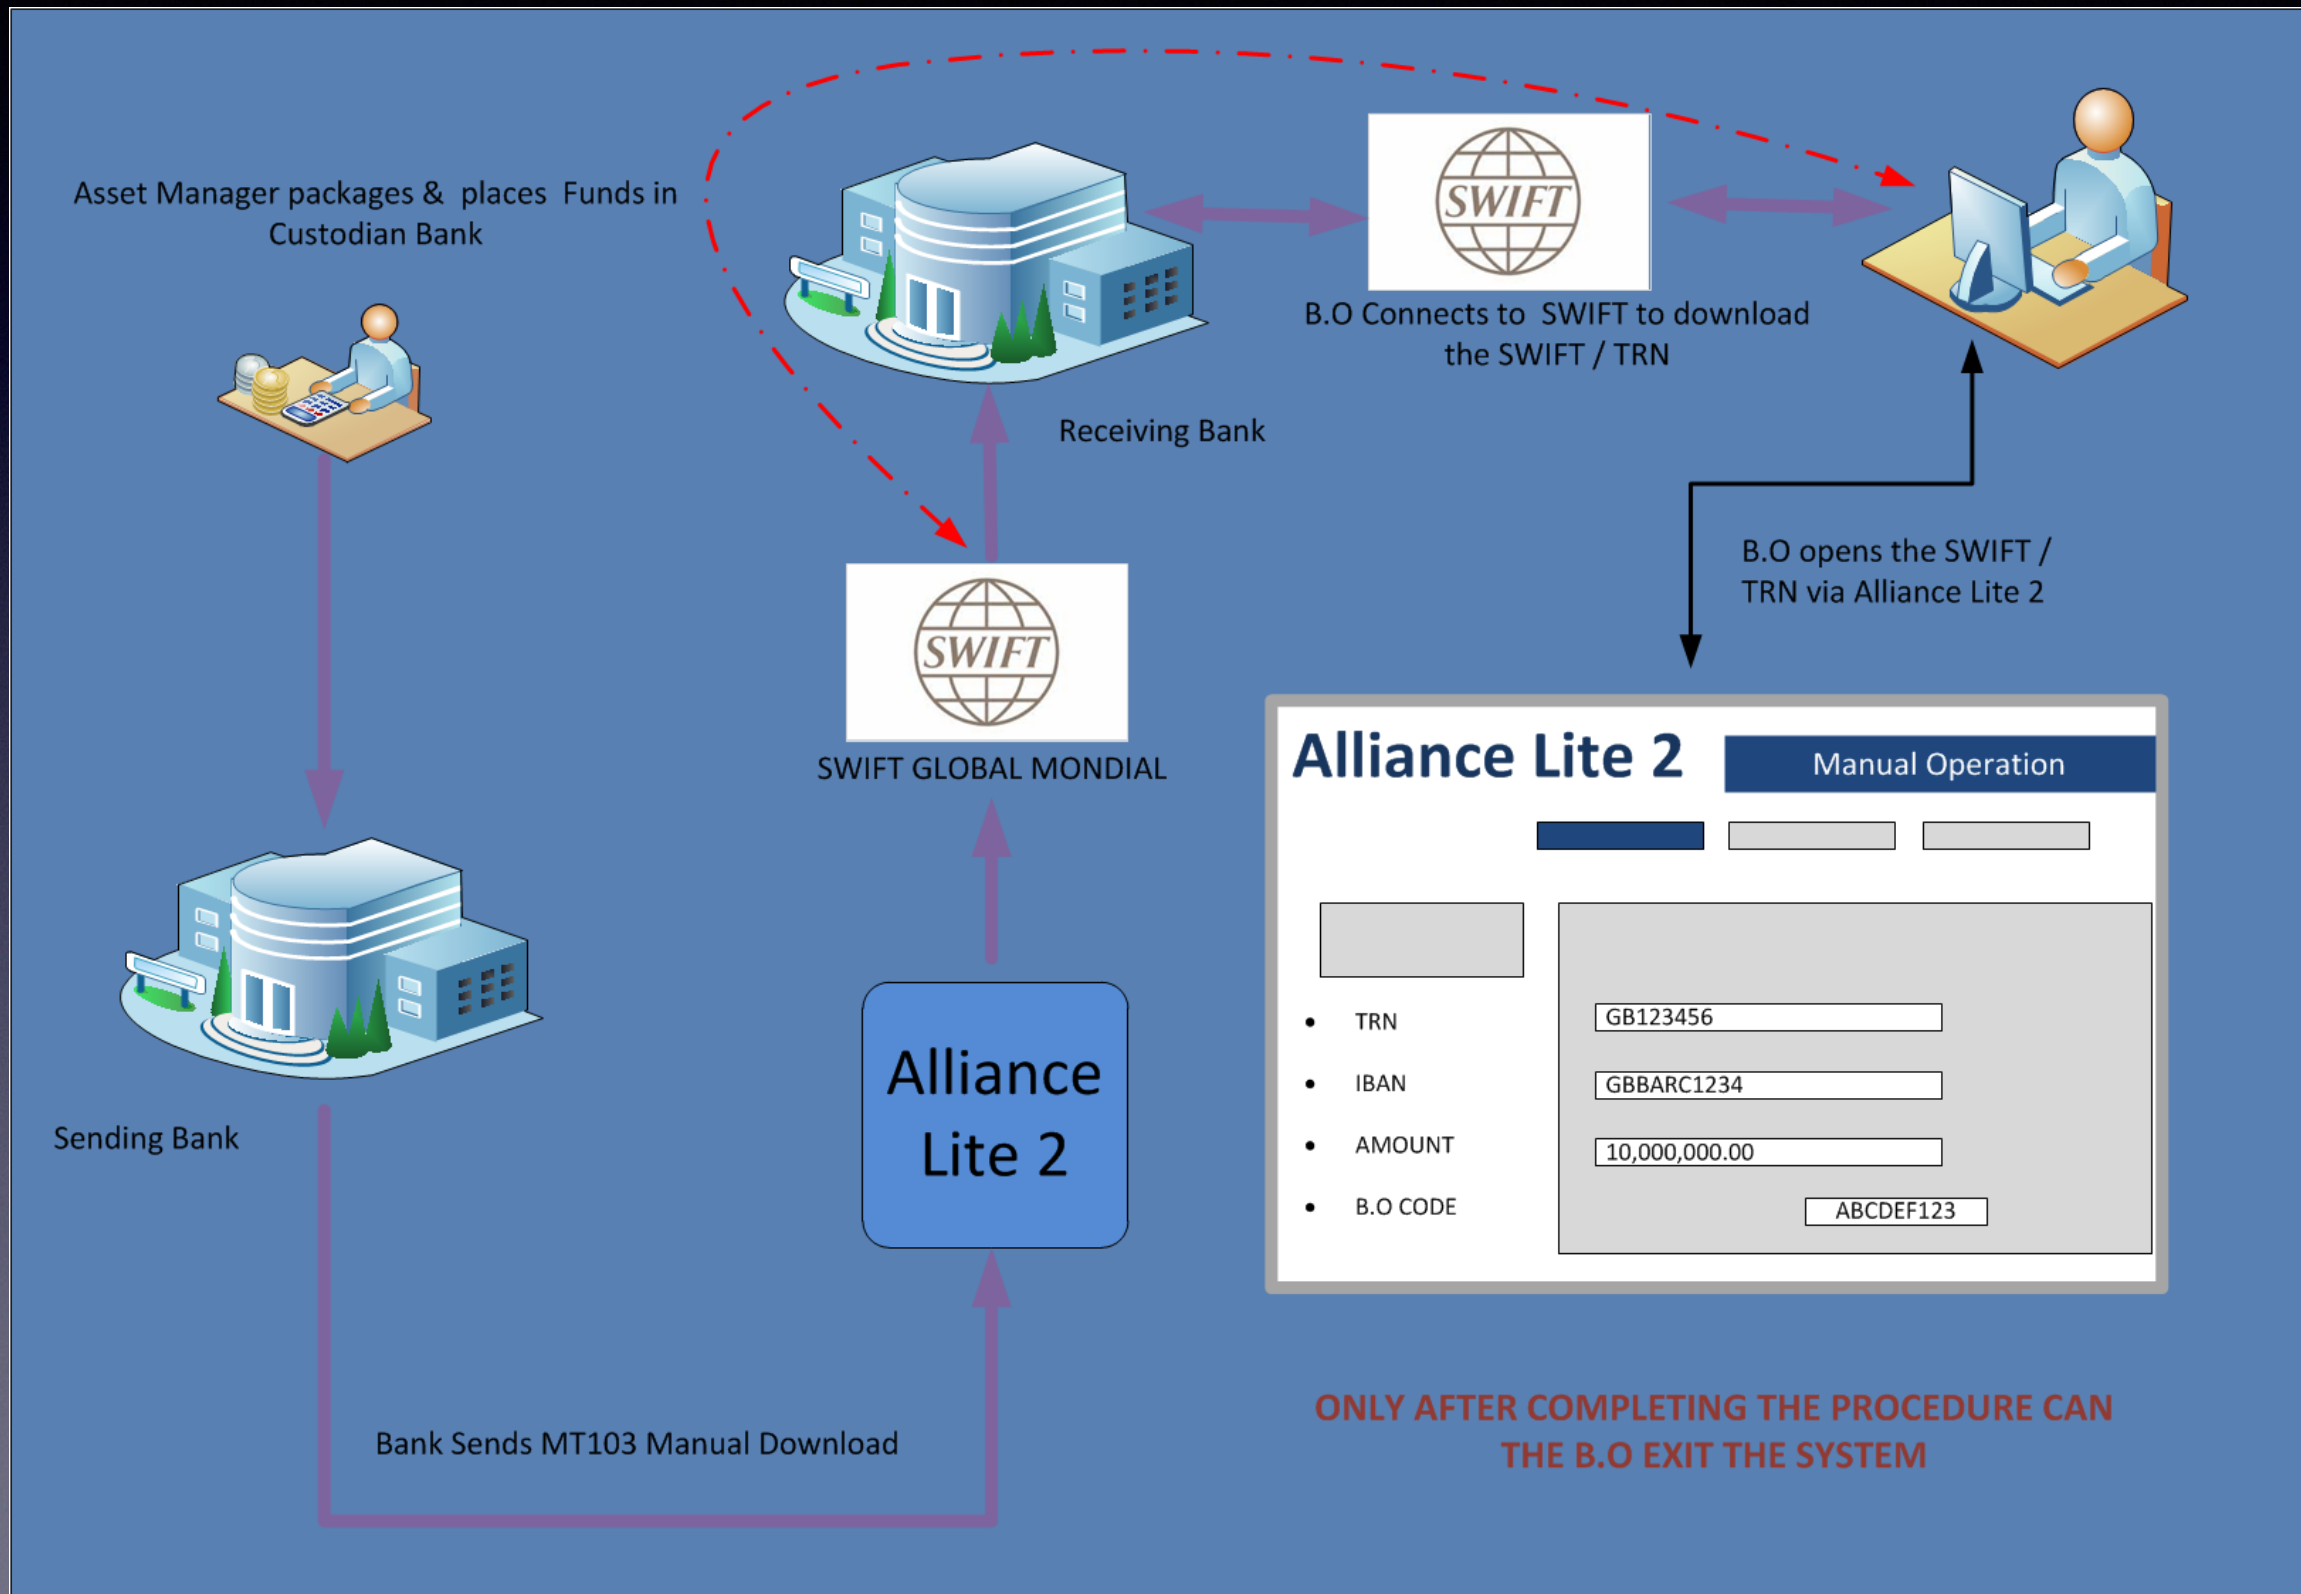 Asset Manager packages & places Funds in
Custodian Bank
SWIFT
B.O Connects to SWIFT to download
the SWIFT / TRN
Receiving Bank
B.O opens the SWIFT /
TRN via Alliance Lite 2
SWIFT
SWIFT GLOBAL MONDIAL
Alliance Lite 2
Manual Operation
Sending Bank
Alliance
Lite 2
• TRN
GB123456
• IBAN
GBBARC1234
• AMOUNT
10,000,000.00
• B.O CODE
ABCDEF123
Bank Sends MT103 Manual Download
ONLY AFTER COMPLETING THE PROCEDURE CAN
THE B.O EXIT THE SYSTEM